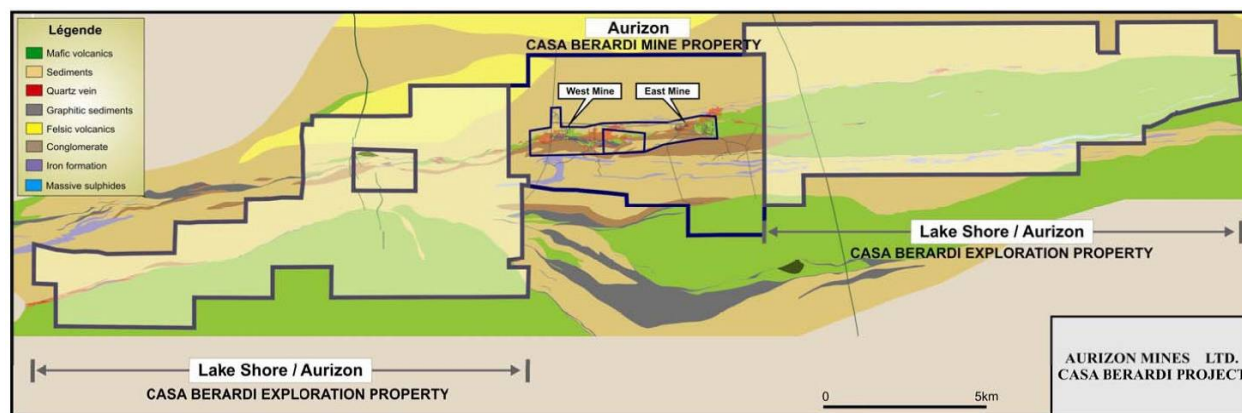 Légende
Mafic volcanics
Sediments
Quartz vein
Graphitic sediments
Felsic volcanics
Conglomerate
Iron formation
Massive sulphides
Aurizon
CASA BERARDI MINE PROPERTY
West Mine
East Mine
Lake Shore / Aurizon
CASA BERARDI EXPLORATION PROPERTY
Lake Shore / Aurizon
CASA BERARDI EXPLORATION PROPERTY
0 5km
AURIZON MINES LTD.
CASA BERARDI PROJECT